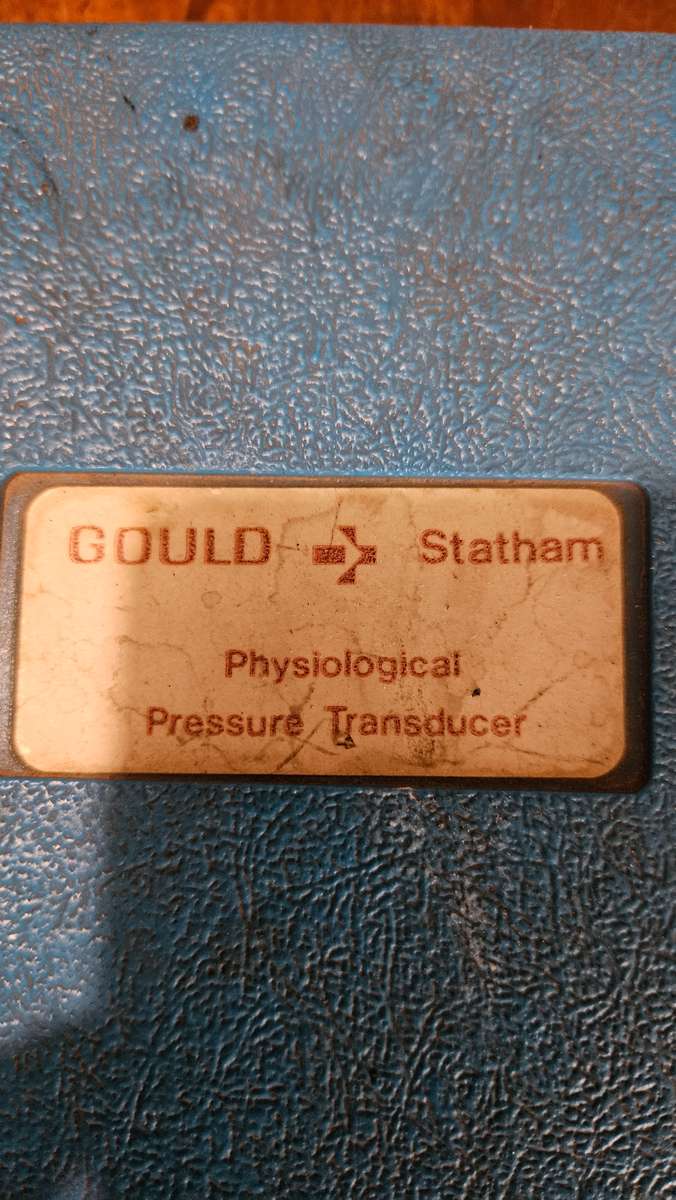 GOULD Statham
Physiological
Pressure Transducer